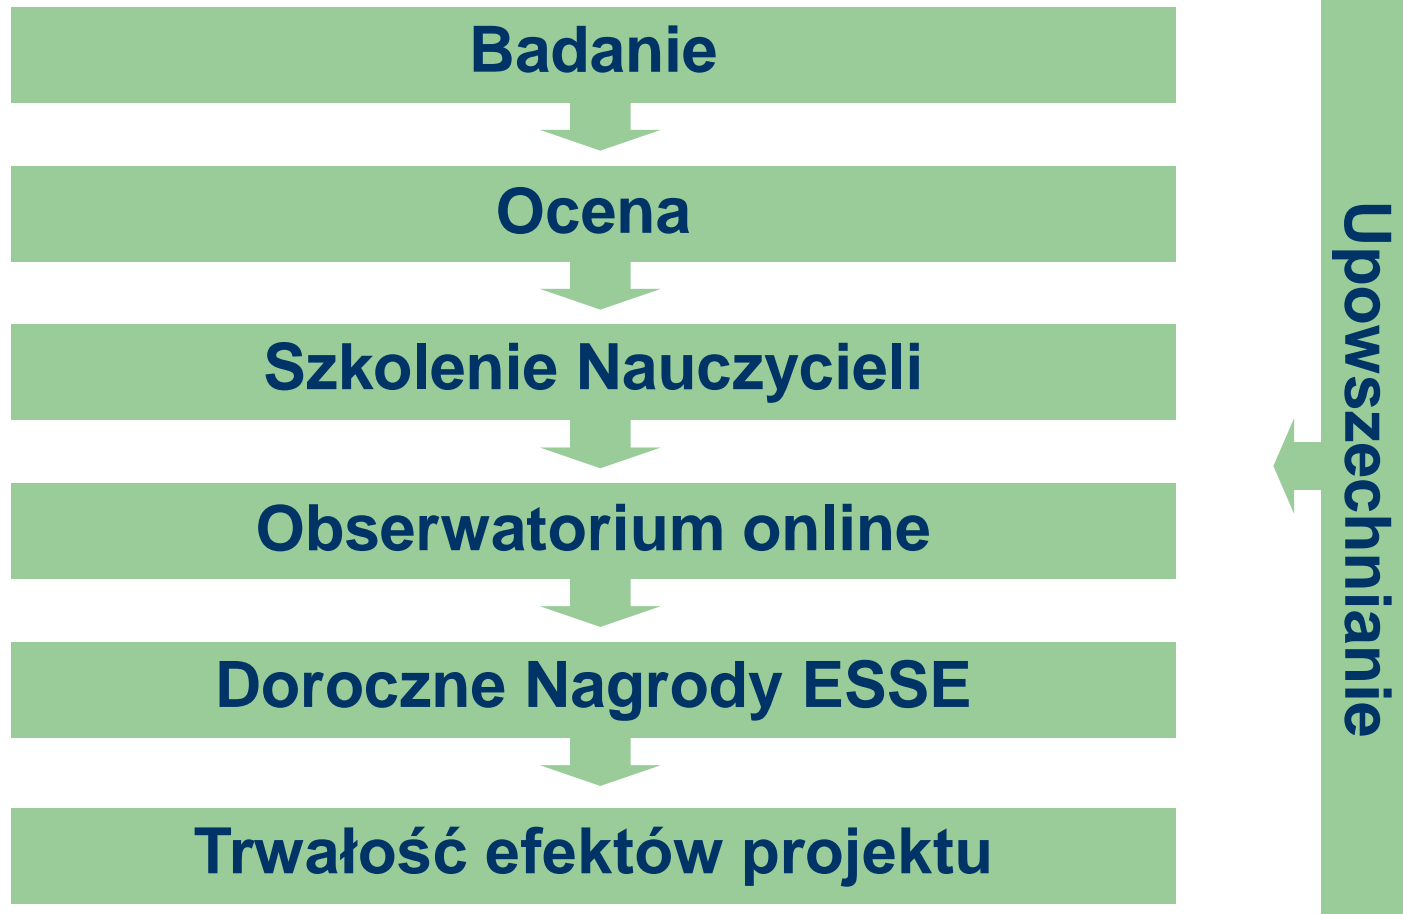 Badanie
Ocena
Szkolenie Nauczycieli
Obserwatorium online
Doroczne Nagrody ESSE
Trwałość efektów projektu
Upowszechnianie